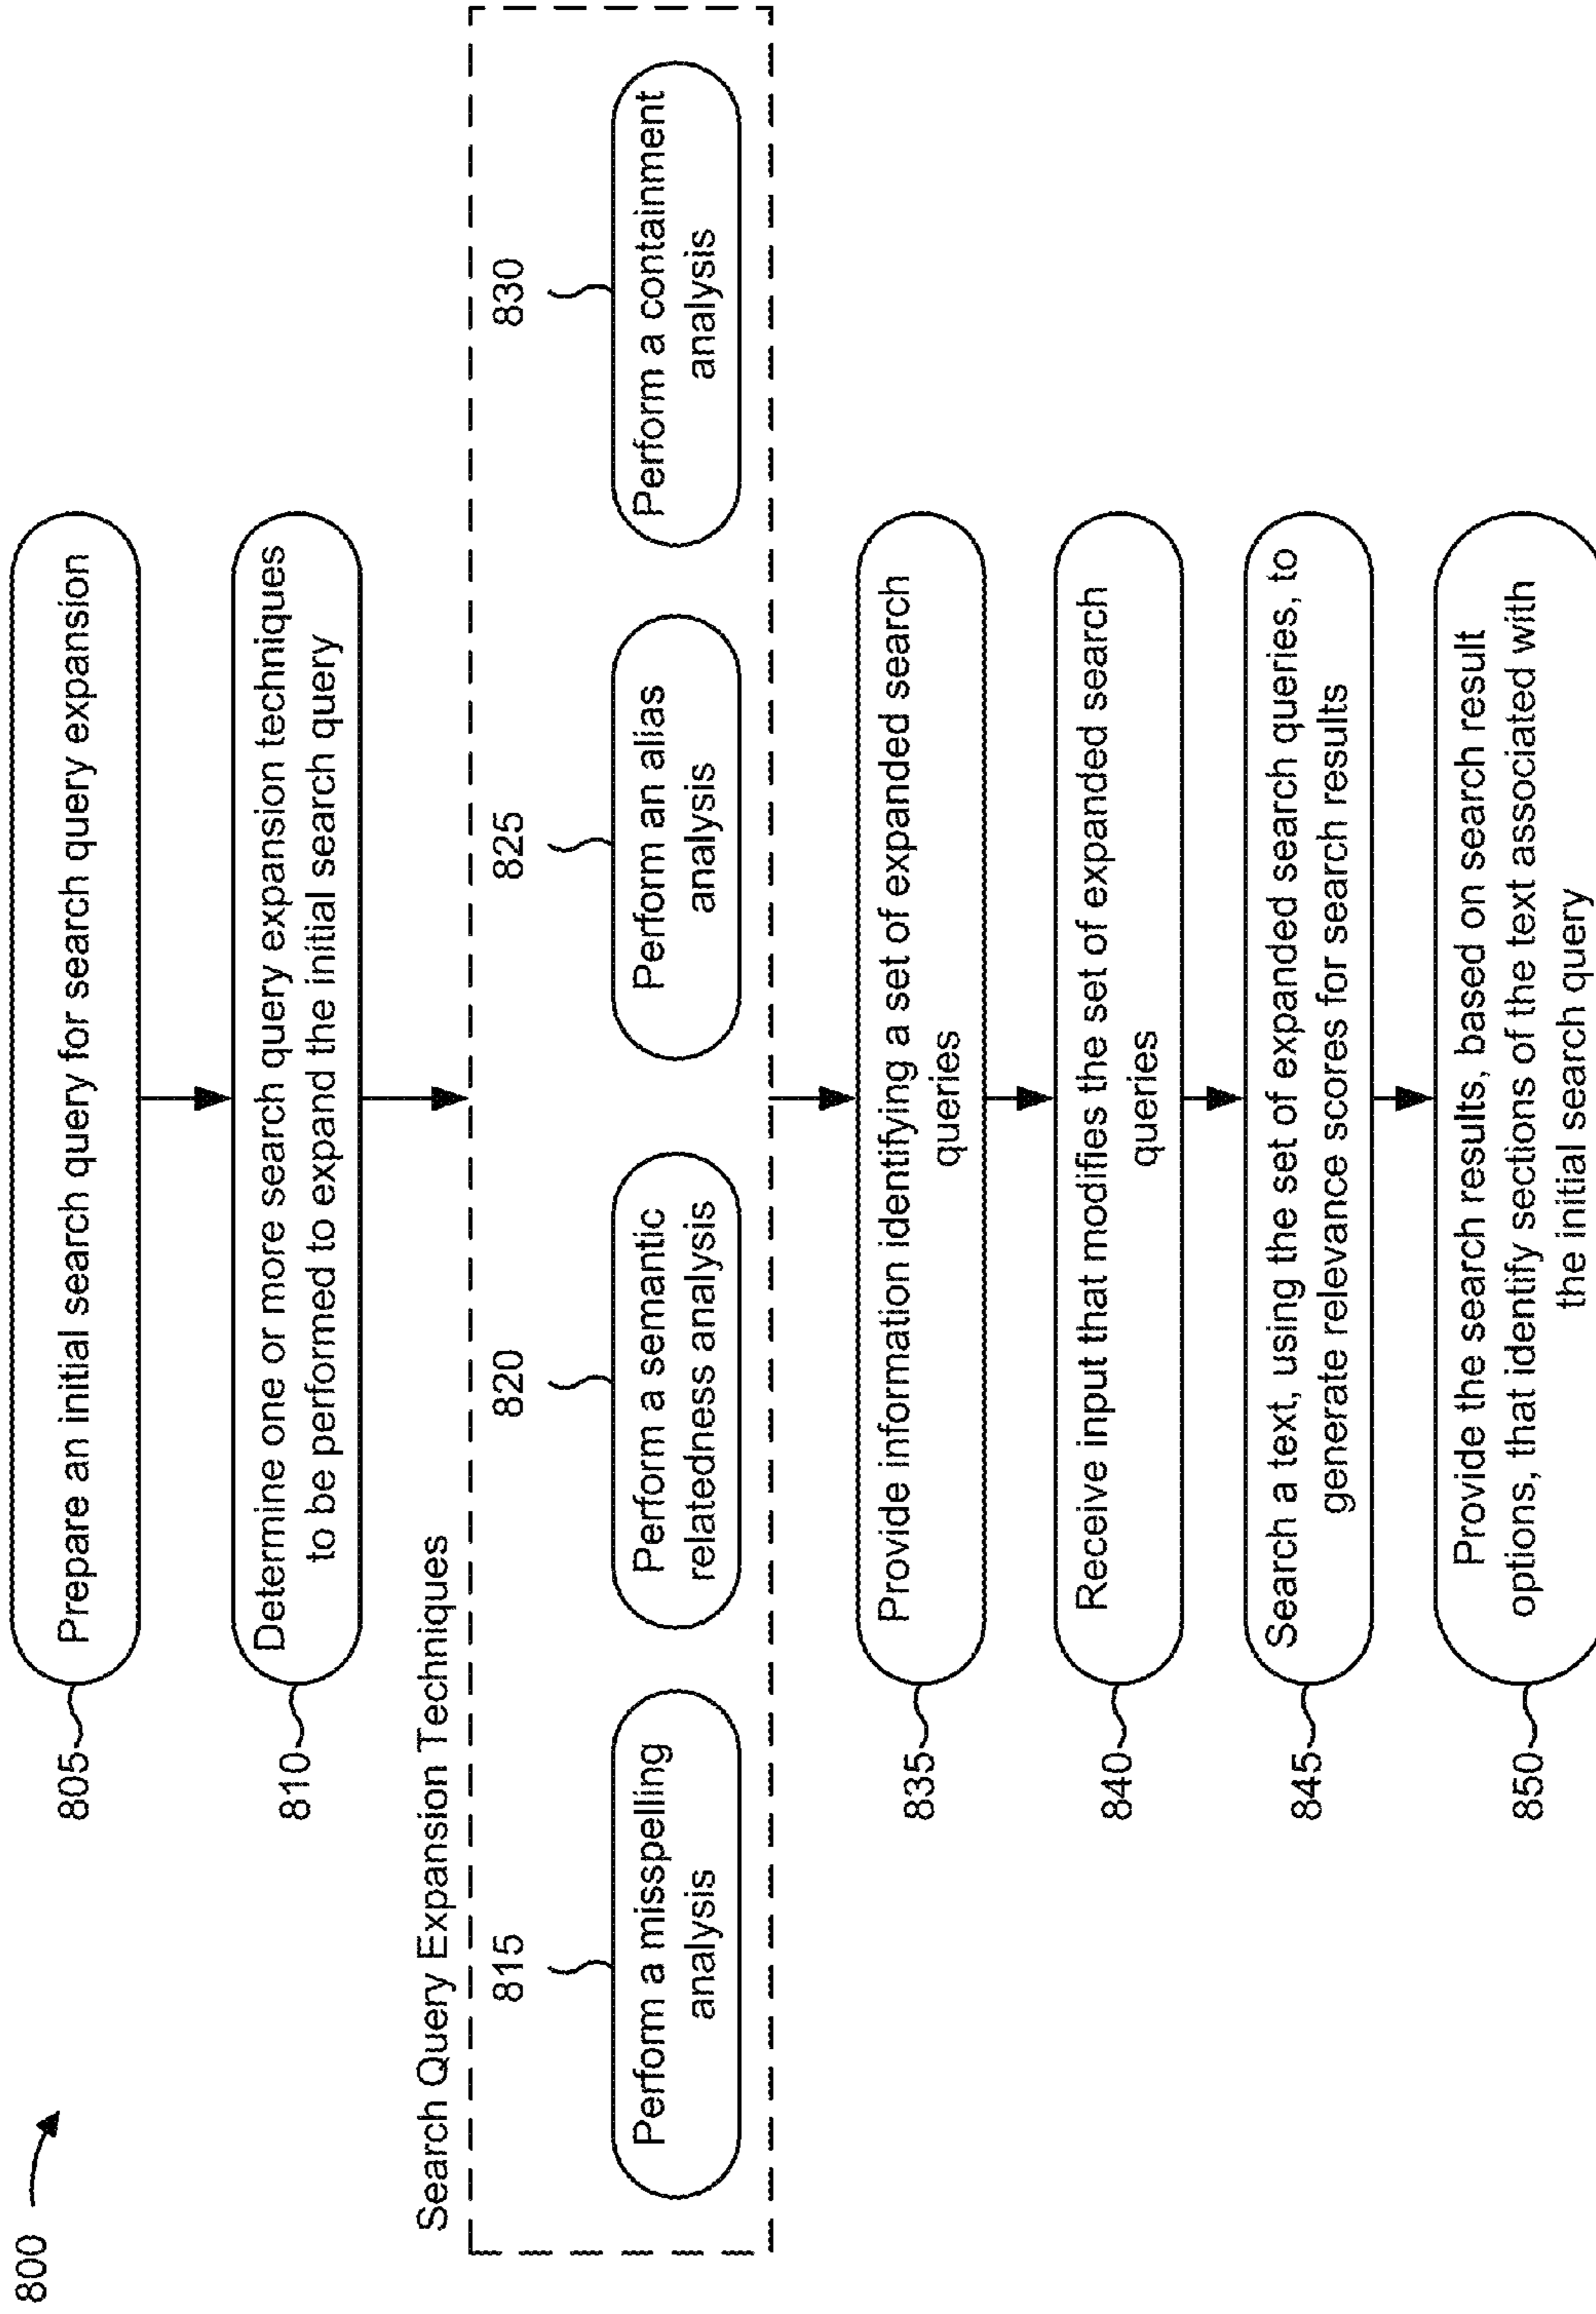 800
805
Prepare an initial search query for search query expansion
810
Determine one or more search query expansion techniques
to be performed to expand the initial search query
Search Query Expansion Techniques
815
Perform a misspelling
analysis
820
Perform a semantic
relatedness analysis
825
Perform an alias
analysis
830
Perform a containment
analysis
835
Provide information identifying a set of expanded search
queries
840
Receive input that modifies the set of expanded search
queries
845
Search a text, using the set of expanded search queries, to
generate relevance scores for search results
850
Provide the search results, based on search result
options, that identify sections of the text associated with
the initial search query